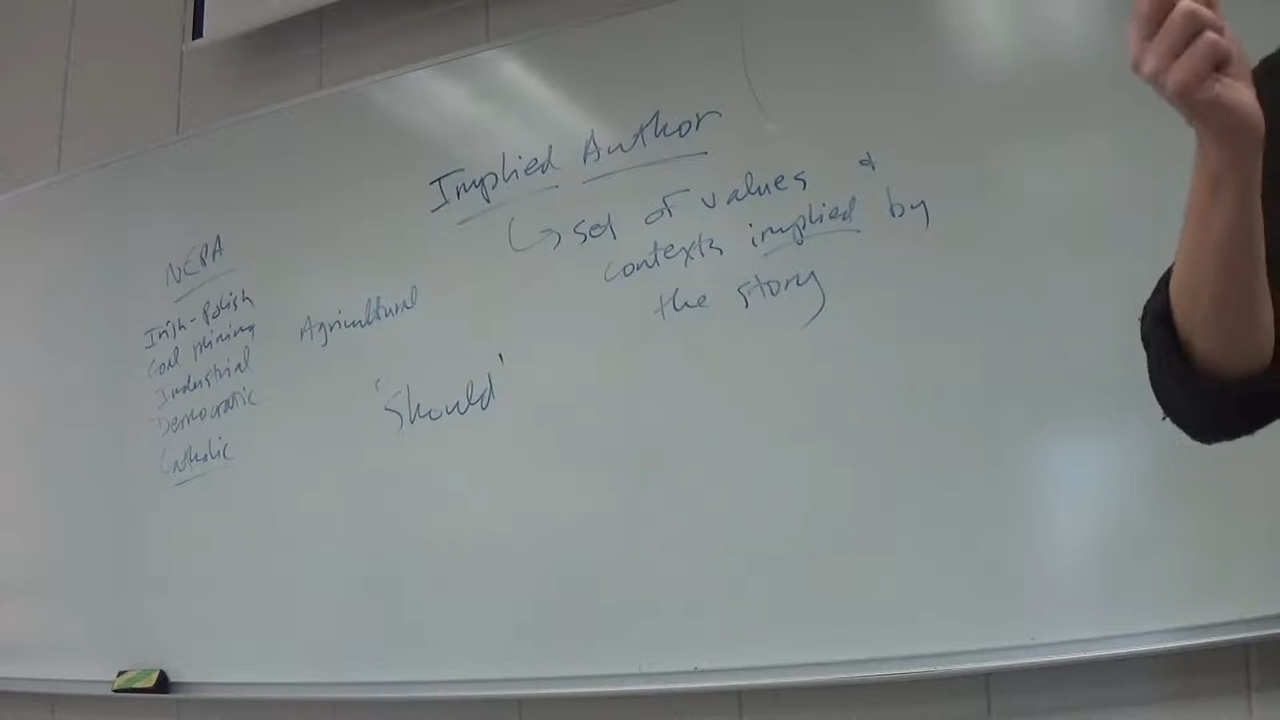 Implied Author
↳ set of values &
contexts implied by
the story
NEPA
Irish-Polish
Coal Mining
Industrial
Democratic
Catholic
Agricultural
'Should'